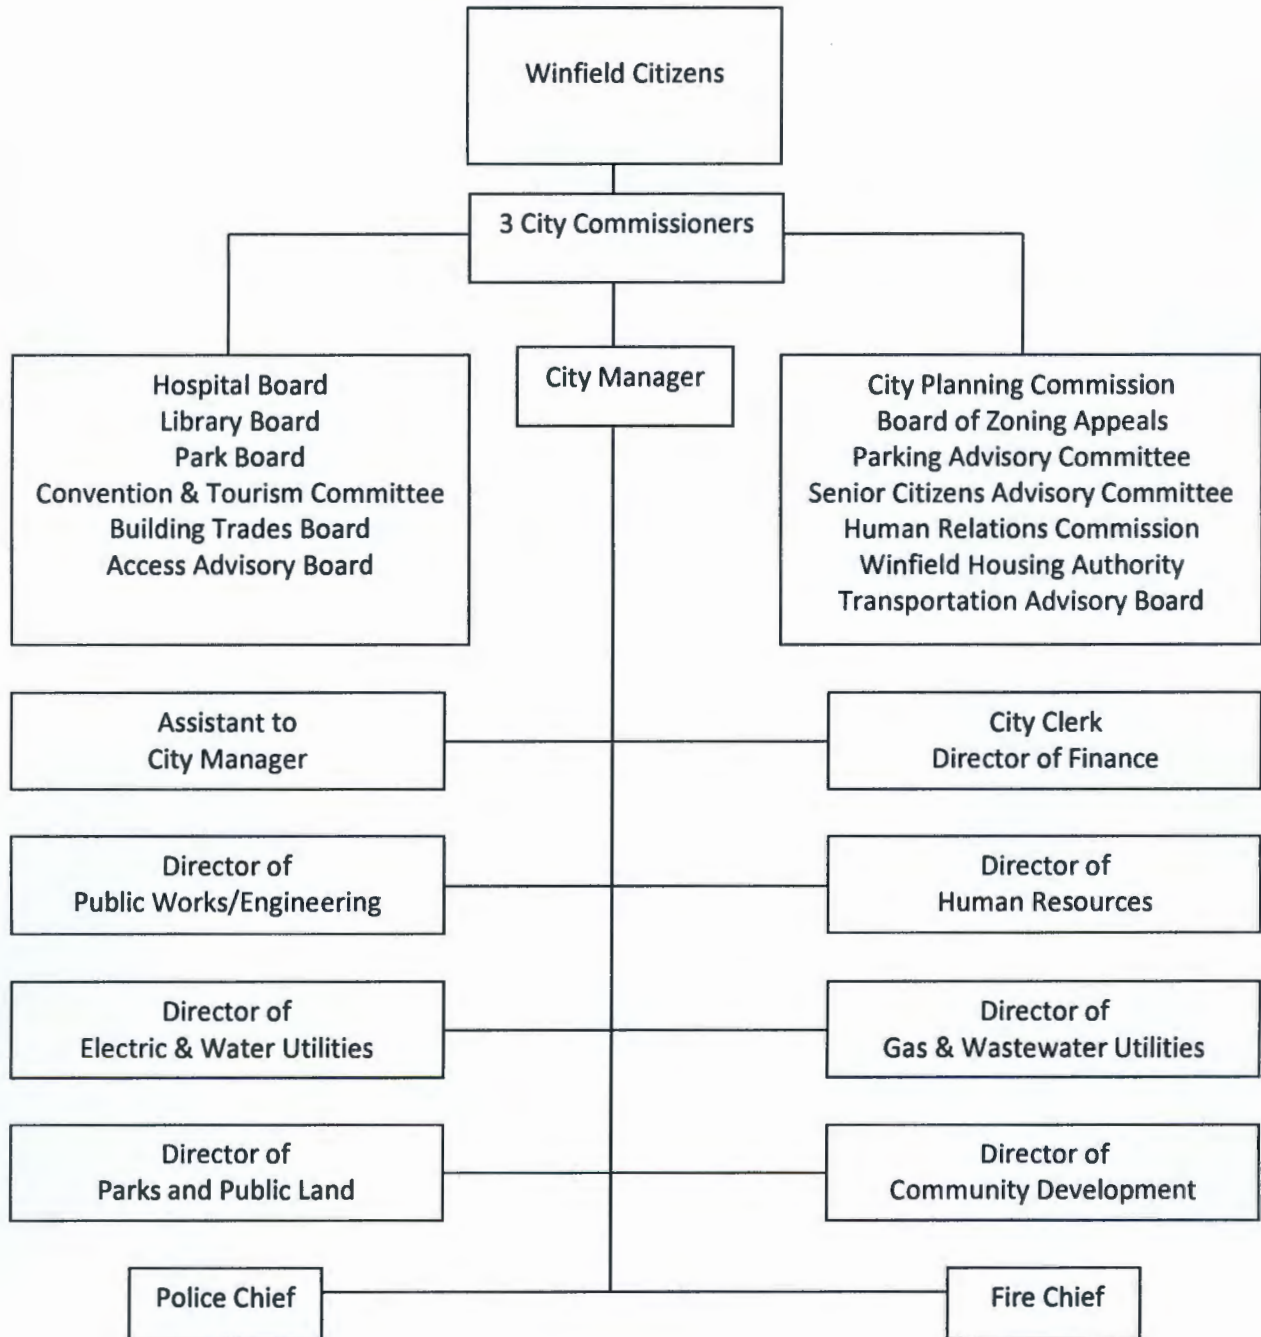 Winfield Citizens
3 City Commissioners
Hospital Board
Library Board
Park Board
Convention & Tourism Committee
Building Trades Board
Access Advisory Board
City Manager
City Planning Commission
Board of Zoning Appeals
Parking Advisory Committee
Senior Citizens Advisory Committee
Human Relations Commission
Winfield Housing Authority
Transportation Advisory Board
Assistant to
City Manager
City Clerk
Director of Finance
Director of
Public Works/Engineering
Director of
Human Resources
Director of
Electric & Water Utilities
Director of
Gas & Wastewater Utilities
Director of
Parks and Public Land
Director of
Community Development
Police Chief
Fire Chief